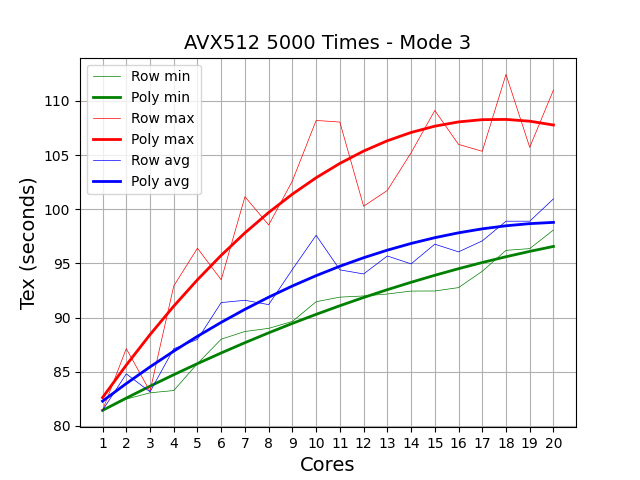 AVX512 5000 Times - Mode 3
Row min
Poly min
Row max
Poly max
Row avg
Poly avg
110
105
100
95
90
85
80
Tex (seconds)
1 2 3 4 5 6 7 8 9 10 11 12 13 14 15 16 17 18 19 20
Cores